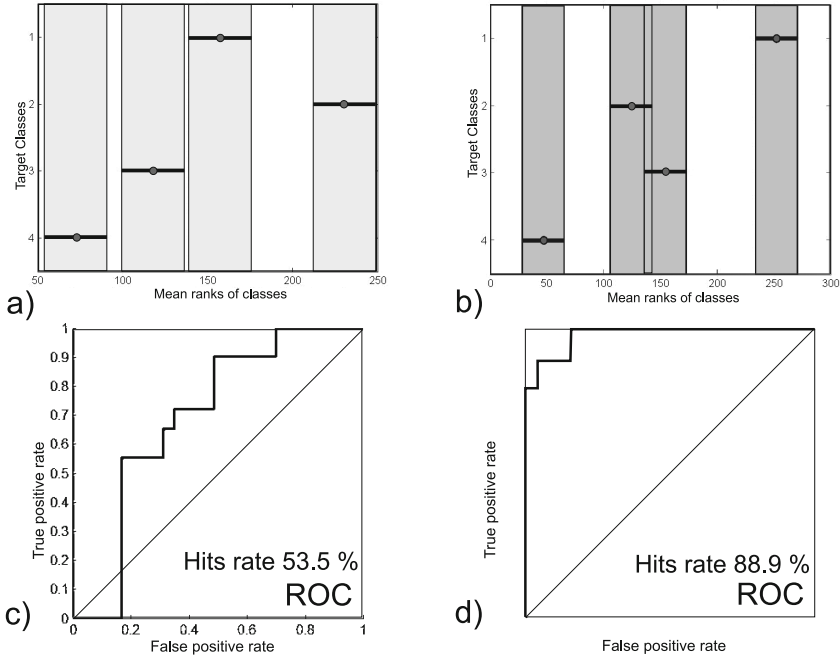 1
2
3
4
Target Classes
50 100 150 200 250
Mean ranks of classes
a)
1
2
3
4
Target Classes
0 50 100 150 200 250 300
Mean ranks of classes
b)
1
0.9
0.8
0.7
0.6
0.5
0.4
0.3
0.2
0.1
0
True positive rate
Hits rate 53.5 %
ROC
0 0.2 0.4 0.6 0.8 1
False positive rate
c)
True positive rate
Hits rate 88.9 %
ROC
False positive rate
d)